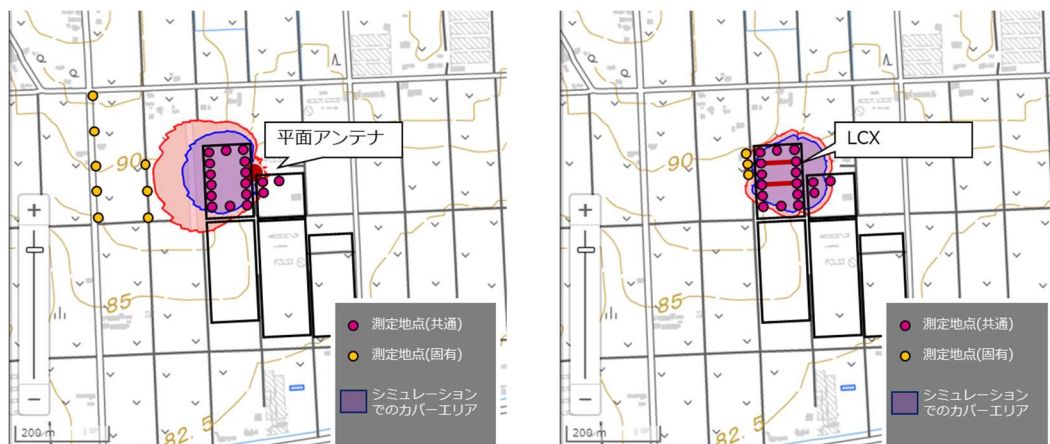 平面アンテナ
90
85
82.5
+
−
200 m
測定地点(共通)
測定地点(固有)
シミュレーション
でのカバーエリア
LCX
90
85
82.5
+
−
200 m
測定地点(共通)
測定地点(固有)
シミュレーション
でのカバーエリア